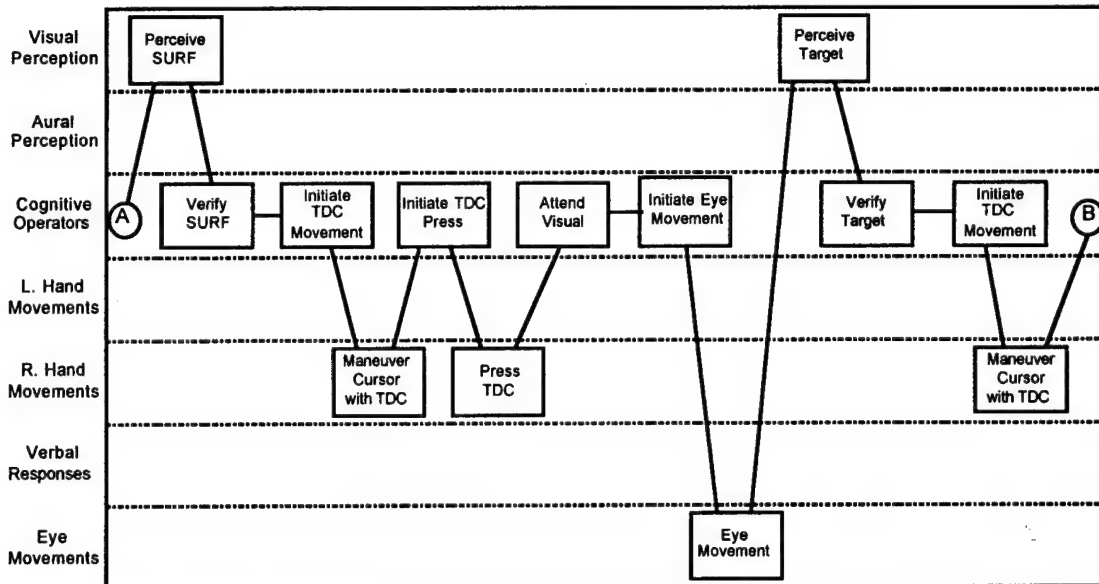 Visual
Perception
Perceive
SURF
Perceive
Target
Aural
Perception
Cognitive
Operators
A
Verify
SURF
Initiate
TDC
Movement
Initiate TDC
Press
Attend
Visual
Initiate Eye
Movement
Verify
Target
Initiate
TDC
Movement
B
L. Hand
Movements
R. Hand
Movements
Maneuver
Cursor
with TDC
Press
TDC
Maneuver
Cursor
with TDC
Verbal
Responses
Eye
Movements
Eye
Movement